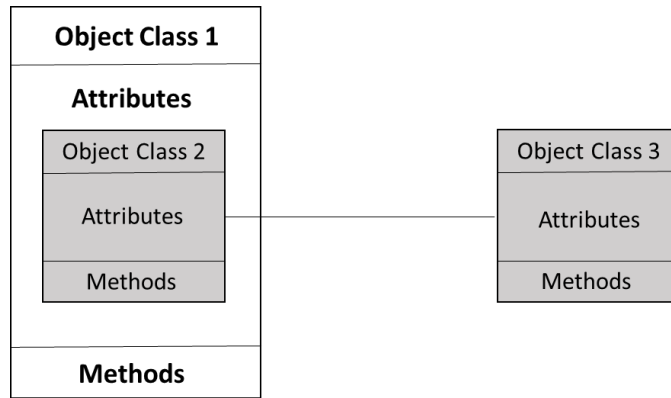 Object Class 1
Attributes
Object Class 2
Attributes
Methods
Methods
Object Class 3
Attributes
Methods